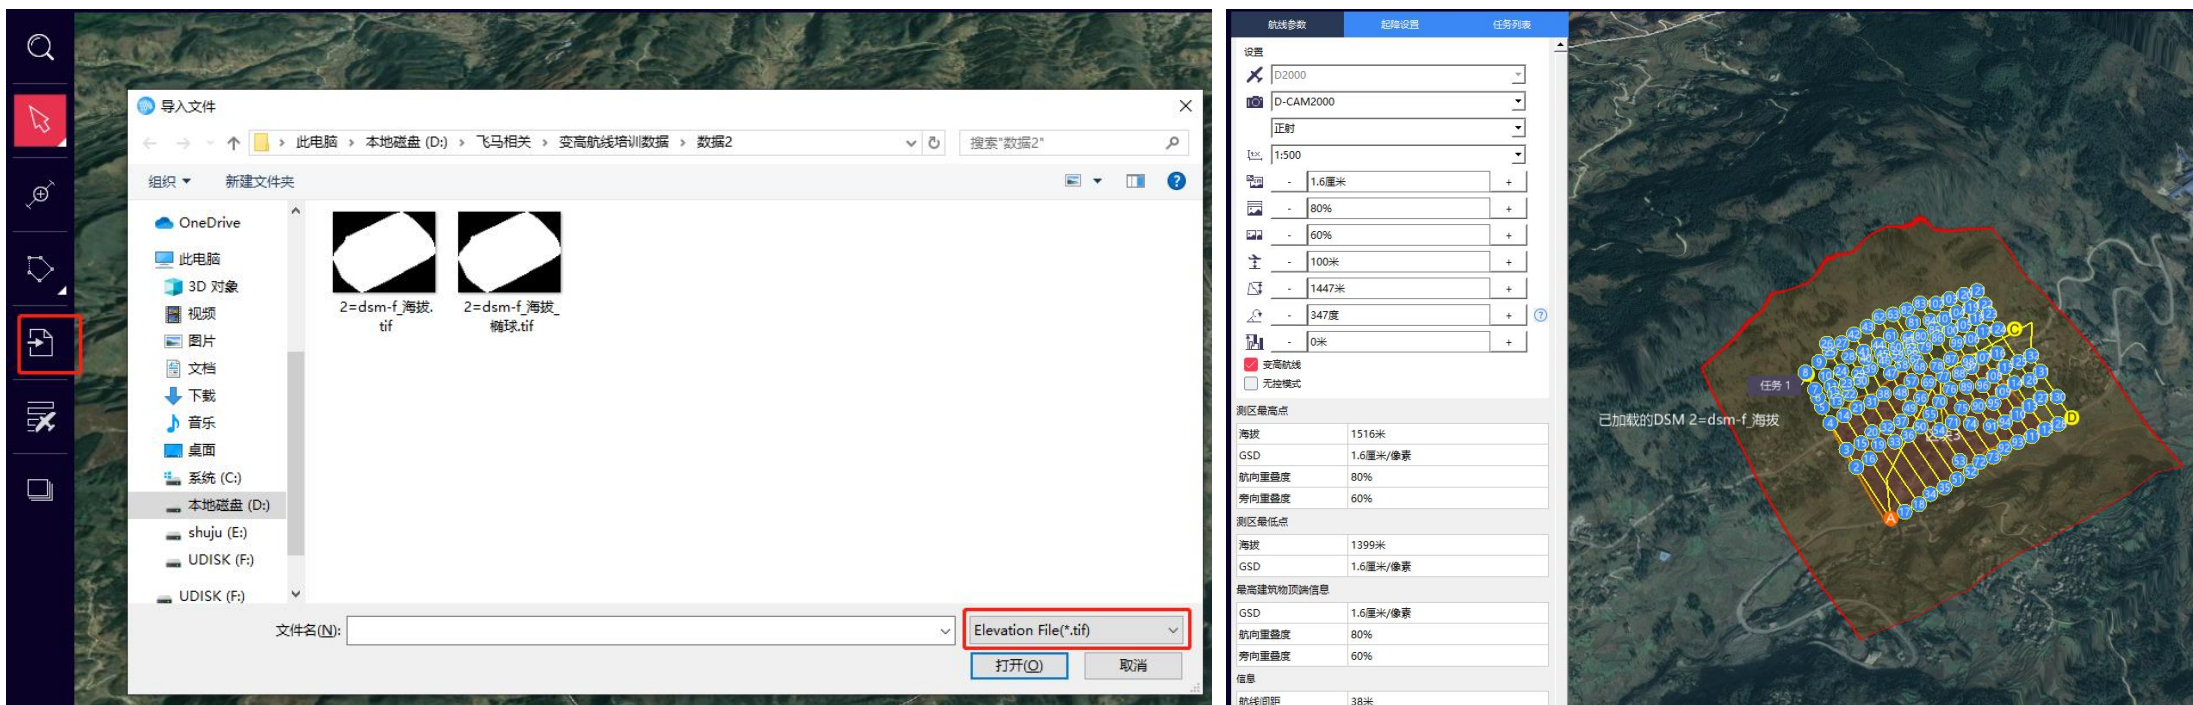 导入文件
此电脑 › 本地磁盘 (D:) › 飞马相关 › 变高航线培训数据 › 数据2
搜索"数据2"
组织
新建文件夹
OneDrive
此电脑
3D 对象
视频
图片
文档
下载
音乐
桌面
系统 (C:)
本地磁盘 (D:)
shuju (E:)
UDISK (F:)
UDISK (F:)
2=dsm-f_海拔.
tif
2=dsm-f_海拔_
椭球.tif
文件名(N):
Elevation File(*.tif)
打开(O)
取消
航线参数
起降设置
任务列表
设置
D2000
D-CAM2000
正射
1:500
- 1.6厘米 +
- 80% +
- 60% +
- 100米 +
- 1447米 +
- 347度 + ?
- 0米 +
变高航线
无控模式
测区最高点
海拔 1516米
GSD 1.6厘米/像素
航向重叠度 80%
旁向重叠度 60%
测区最低点
海拔 1399米
GSD 1.6厘米/像素
最高建筑物顶端信息
GSD 1.6厘米/像素
航向重叠度 80%
旁向重叠度 60%
信息
航线间距 38米
任务 1
已加载的DSM 2=dsm-f_海拔
A
C
D